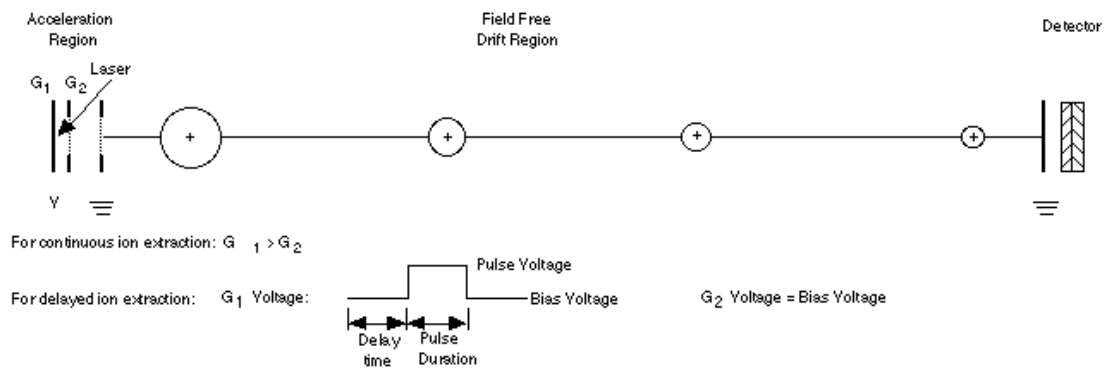 Acceleration
Region
Field Free
Drift Region
Detector
Laser
G1 G2
+ + + +
V
For continuous ion extraction: G 1 > G2
Pulse Voltage
For delayed ion extraction: G1 Voltage: Bias Voltage G2 Voltage = Bias Voltage
Delay
time
Pulse
Duration